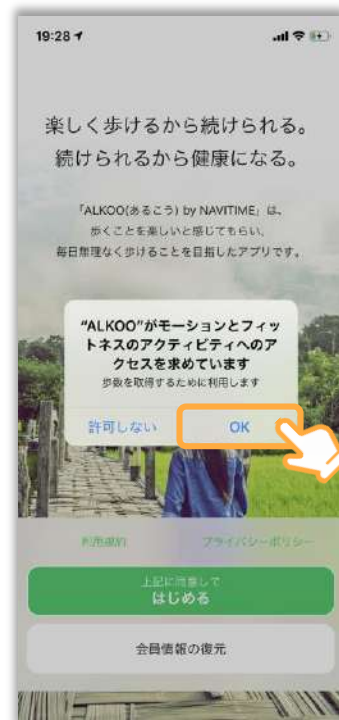 19:28
楽しく歩けるから続けられる。
続けられるから健康になる。
「ALKOO(あるこう) by NAVITIME」は、
歩くことを楽しいと感じてもらい、
毎日無理なく歩けることを目指したアプリです。
"ALKOO"がモーションとフィッ
トネスのアクティビティへのア
クセスを求めています
歩数を取得するために利用します
許可しない OK
利用規約 プライバシーポリシー
上記に同意して
はじめる
会員情報の復元